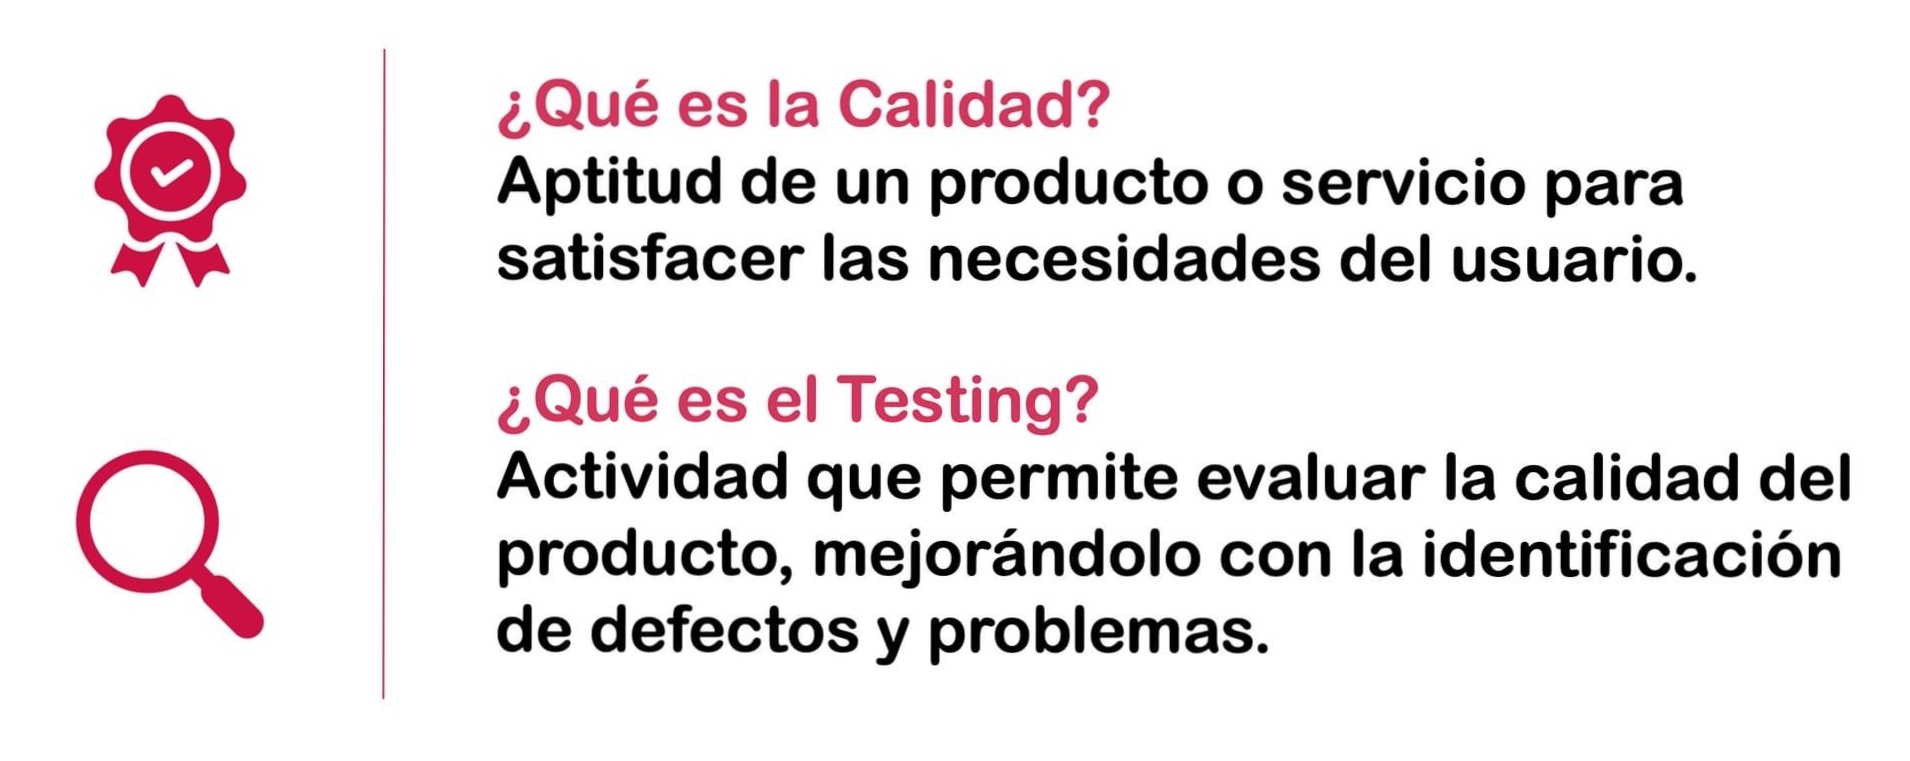 ¿Qué es la Calidad?
Aptitud de un producto o servicio para
satisfacer las necesidades del usuario.
¿Qué es el Testing?
Actividad que permite evaluar la calidad del
producto, mejorándolo con la identificación
de defectos y problemas.